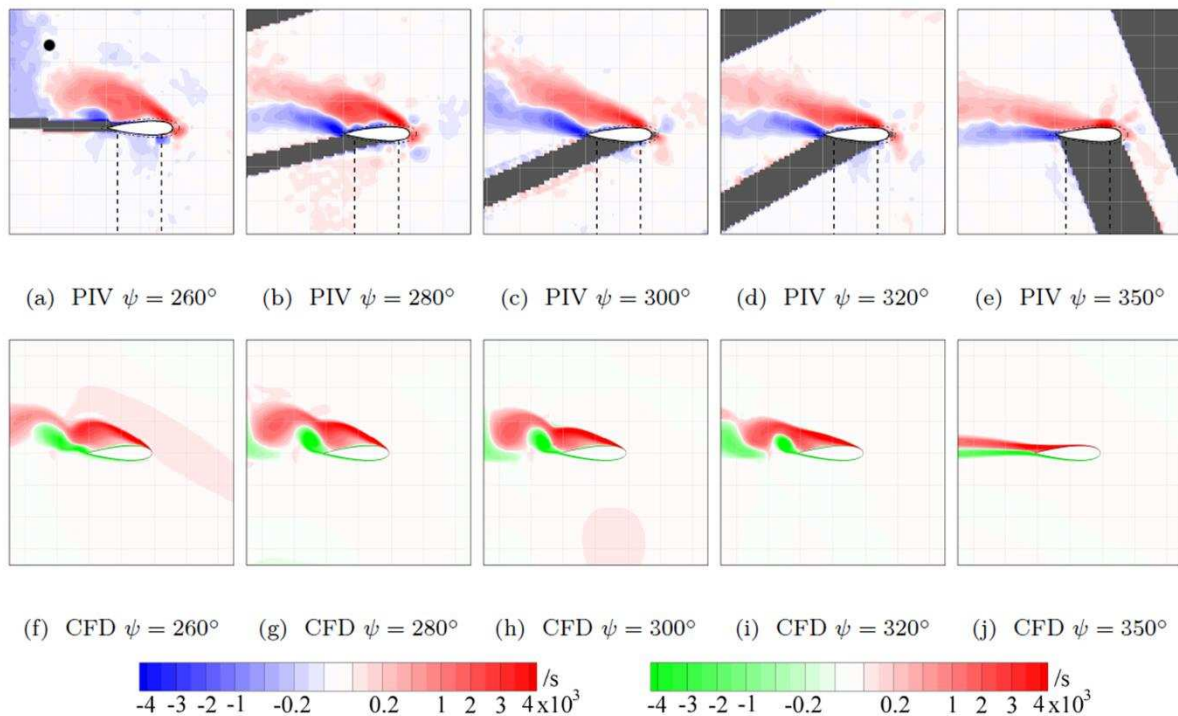 (a) PIV ψ = 260°
(b) PIV ψ = 280°
(c) PIV ψ = 300°
(d) PIV ψ = 320°
(e) PIV ψ = 350°
(f) CFD ψ = 260°
(g) CFD ψ = 280°
(h) CFD ψ = 300°
(i) CFD ψ = 320°
(j) CFD ψ = 350°
/s
-4 -3 -2 -1 -0.2 0.2 1 2 3 4x10³
/s
-4 -3 -2 -1 -0.2 0.2 1 2 3 4x10³